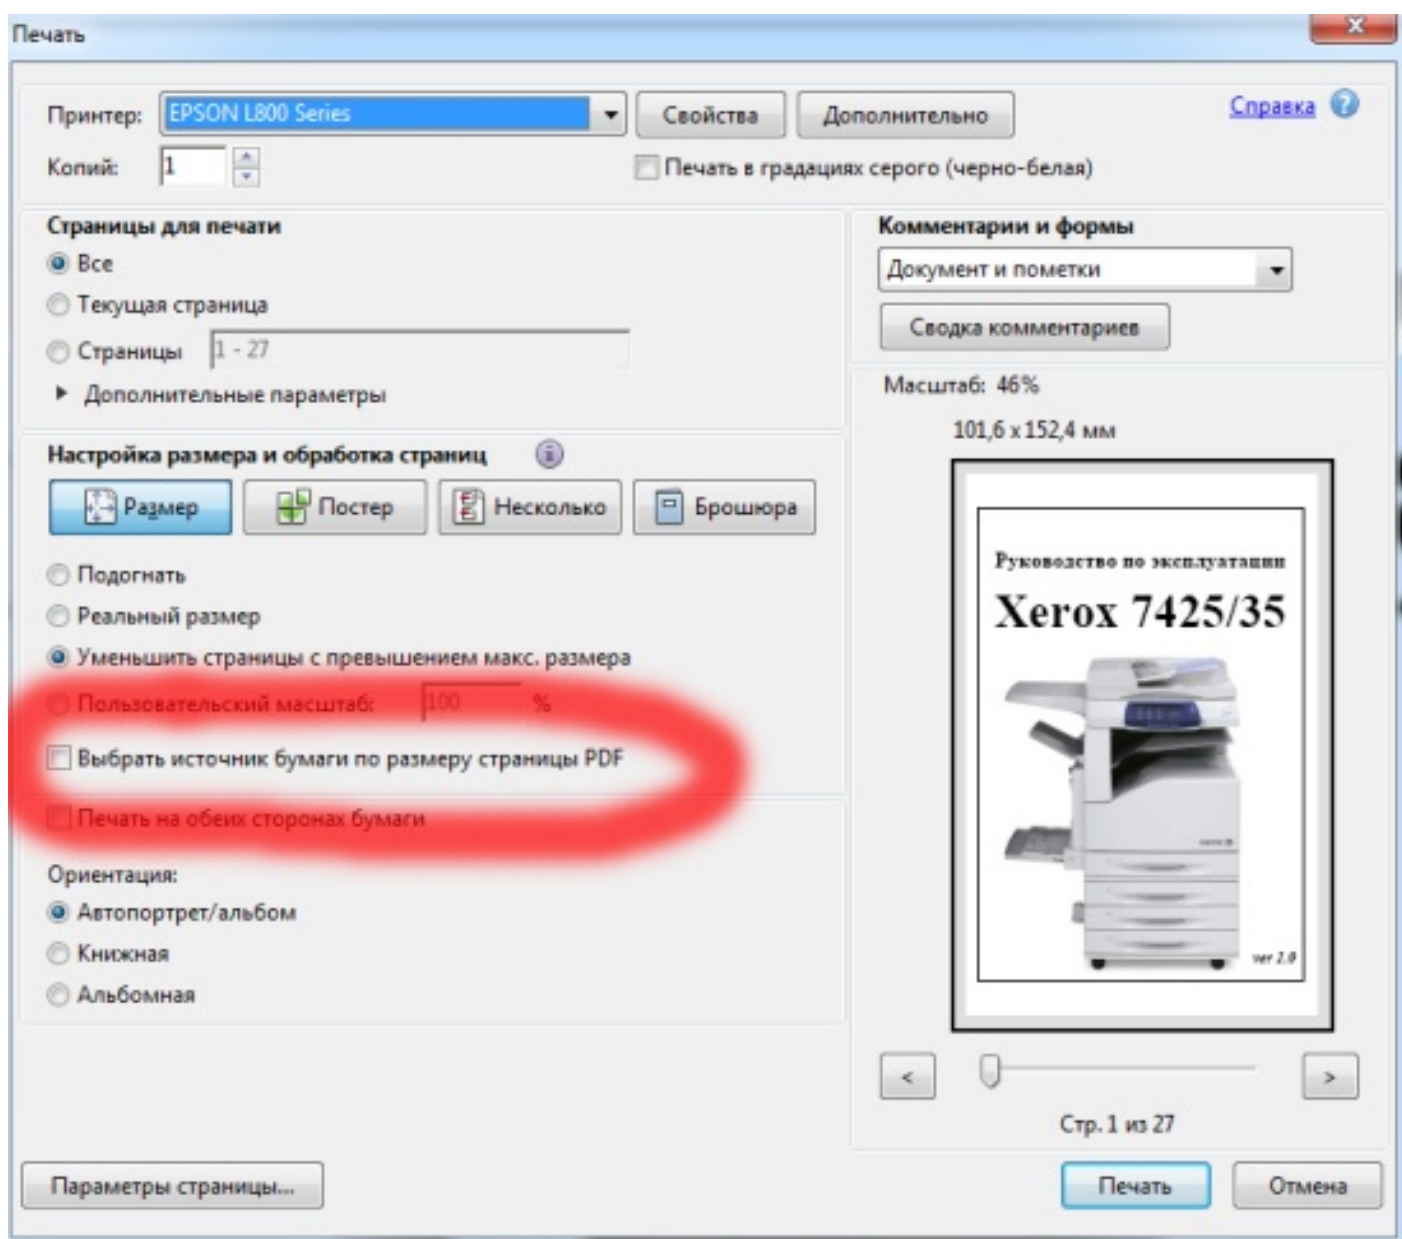 Печать
Принтер: EPSON L800 Series Свойства Дополнительно Справка
Копий: 1 Печать в градациях серого (черно-белая)
Страницы для печати
Все
Текущая страница
Страницы 1 - 27
Дополнительные параметры
Настройка размера и обработка страниц
Размер Постер Несколько Брошюра
Подогнать
Реальный размер
Уменьшить страницы с превышением макс. размера
Пользовательский масштаб: 100 %
Выбрать источник бумаги по размеру страницы PDF
Печать на обеих сторонах бумаги
Ориентация:
Автопортрет/альбом
Книжная
Альбомная
Комментарии и формы
Документ и пометки
Сводка комментариев
Масштаб: 46%
101,6 x 152,4 мм
Руководство по эксплуатации
Xerox 7425/35
ver 1.0
< >
Стр. 1 из 27
Параметры страницы... Печать Отмена